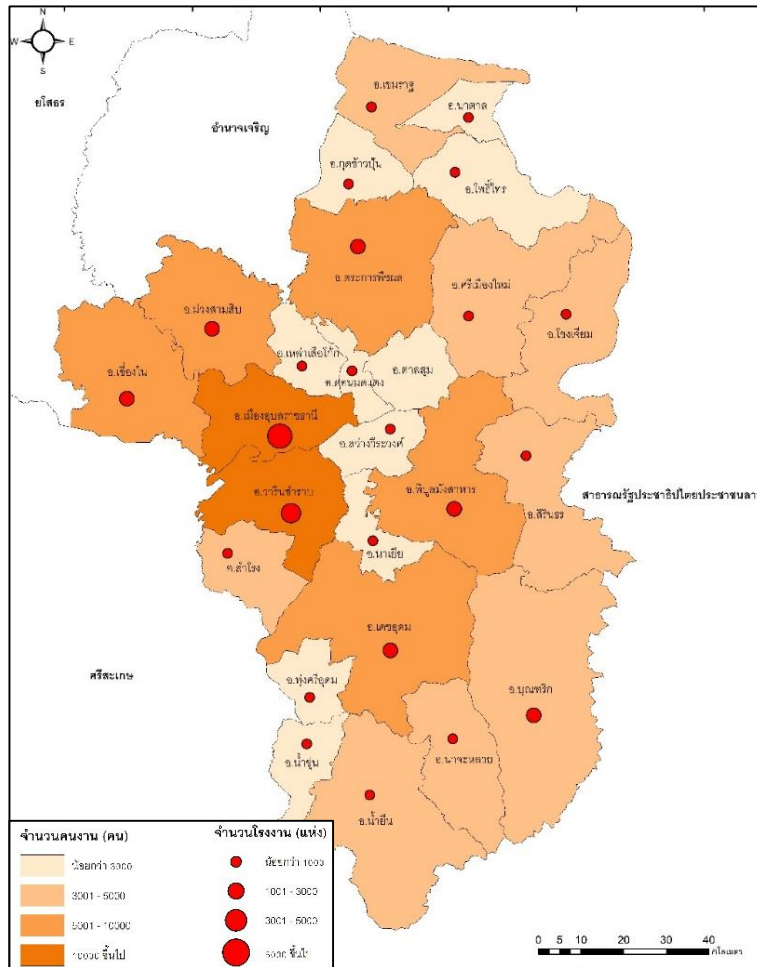 N
W E
S
ยโสธร
อำนาจเจริญ
อ.เขมราฐ
อ.นาตาล
อ.กุดข้าวปุ้น
อ.โพธิ์ไทร
อ.ตระการพืชผล
อ.ศรีเมืองใหม่
อ.โขงเจียม
อ.ม่วงสามสิบ
อ.เขื่องใน
อ.เหล่าเสือโก้ก
อ.ดอนมดแดง
อ.ตาลสุม
อ.เมืองอุบลราชธานี
อ.สว่างวีระวงศ์
อ.วารินชำราบ
อ.พิบูลมังสาหาร
อ.สิรินธร
สาธารณรัฐประชาธิปไตยประชาชนลาว
อ.นาเยีย
อ.สำโรง
อ.เดชอุดม
ศรีสะเกษ
อ.ทุ่งศรีอุดม
อ.บุณฑริก
อ.น้ำขุ่น
อ.นาจะหลวย
อ.น้ำยืน
จำนวนคนงาน (คน)
น้อยกว่า 3000
3001 - 5000
5001 - 10000
10000 ขึ้นไป
จำนวนโรงงาน (แห่ง)
น้อยกว่า 1000
1001 - 3000
3001 - 5000
5000 ขึ้นไป
0 5 10 20 30 40
กิโลเมตร